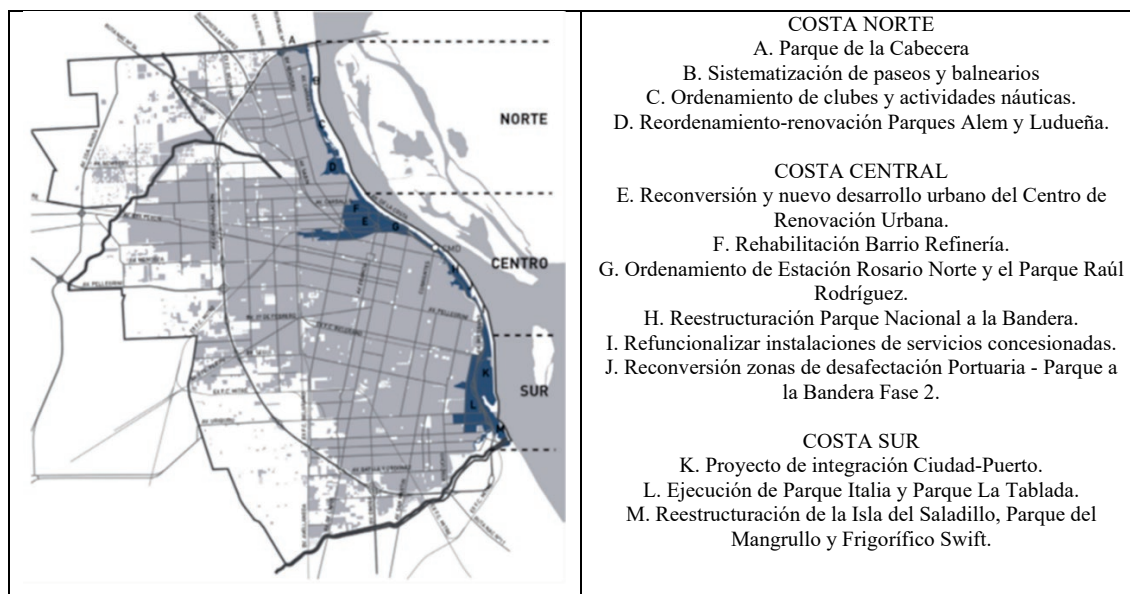 A
B
C
D
F
E
G
H
K
L
M
NORTE
CENTRO
SUR
AV. PELLEGRINI
AV. PELLEGRINI
COSTA NORTE
A. Parque de la Cabecera
B. Sistematización de paseos y balnearios
C. Ordenamiento de clubes y actividades náuticas.
D. Reordenamiento-renovación Parques Alem y Ludueña.
COSTA CENTRAL
E. Reconversión y nuevo desarrollo urbano del Centro de
Renovación Urbana.
F. Rehabilitación Barrio Refinería.
G. Ordenamiento de Estación Rosario Norte y el Parque Raúl
Rodríguez.
H. Reestructuración Parque Nacional a la Bandera.
I. Refuncionalizar instalaciones de servicios concesionadas.
J. Reconversión zonas de desafectación Portuaria - Parque a
la Bandera Fase 2.
COSTA SUR
K. Proyecto de integración Ciudad-Puerto.
L. Ejecución de Parque Italia y Parque La Tablada.
M. Reestructuración de la Isla del Saladillo, Parque del
Mangrullo y Frigorífico Swift.